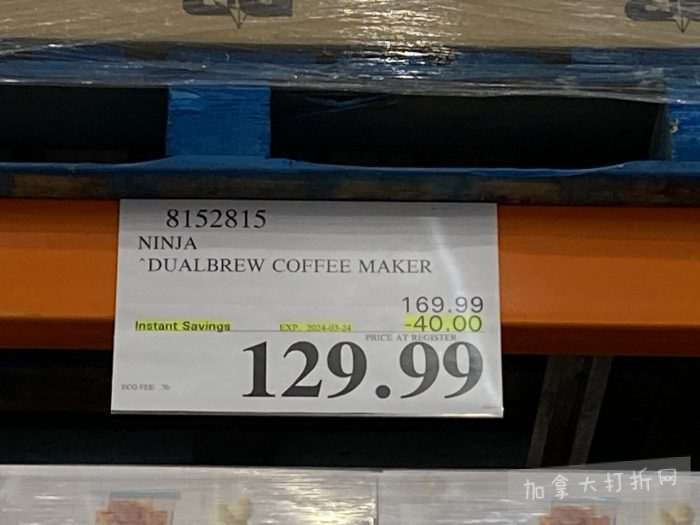 8152815
NINJA
^DUALBREW COFFEE MAKER
169.99
Instant Savings EXP. 2024-03-24 -40.00
PRICE AT REGISTER
129.99
ECO FEE .70
加拿大打折网